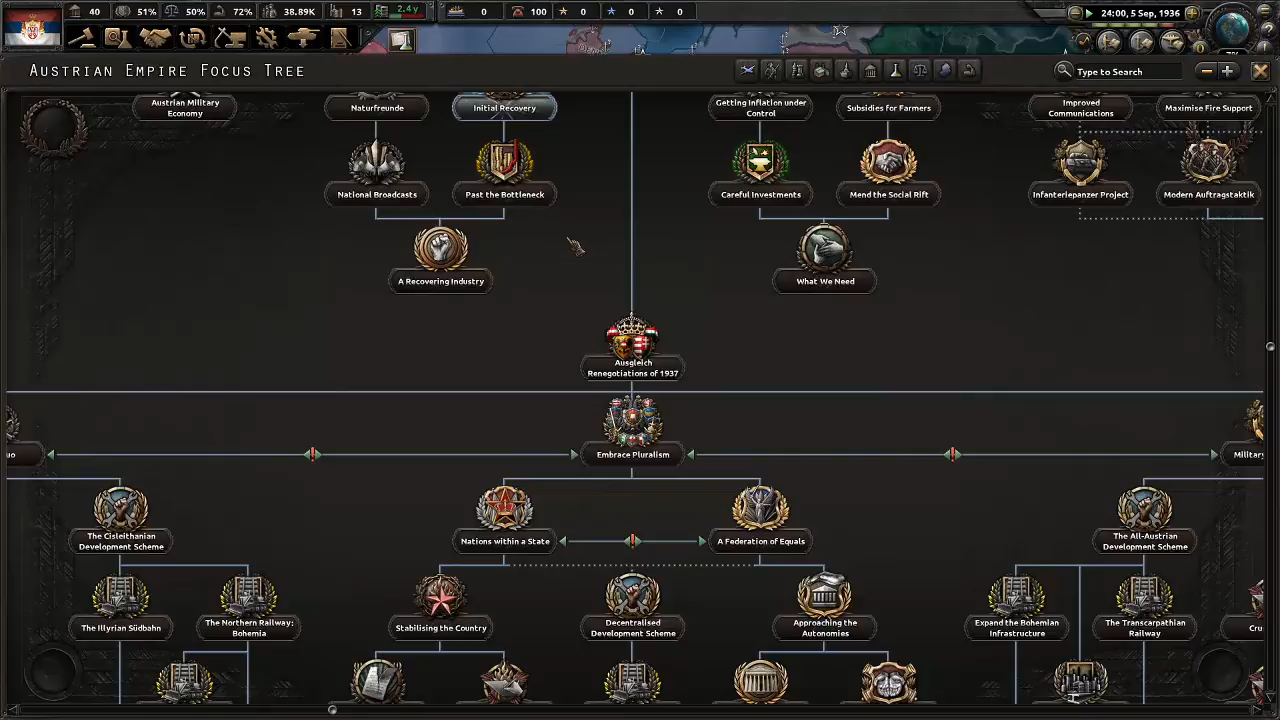 40 51% 50% 72% 38.89K 13 2.4y 0 100 0 0 0 24:00, 5 Sep, 1936
Austrian Empire Focus Tree
Type to Search
Austrian Military
Economy
Naturfreunde
Initial Recovery
Getting Inflation under
Control
Subsidies for Farmers
Improved
Communications
Maximise Fire Support
National Broadcasts
Past the Bottleneck
Careful Investments
Mend the Social Rift
Infanteriepanzer Project
Modern Auftragstaktik
A Recovering Industry
What We Need
Ausgleich
Renegotiations of 1937
uo
Embrace Pluralism
Military
The Cisleithanian
Development Scheme
Nations within a State
A Federation of Equals
The All-Austrian
Development Scheme
The Illyrian Südbahn
The Northern Railway:
Bohemia
Stabilising the Country
Decentralised
Development Scheme
Approaching the
Autonomies
Expand the Bohemian
Infrastructure
The Transcarpathian
Railway
Cru